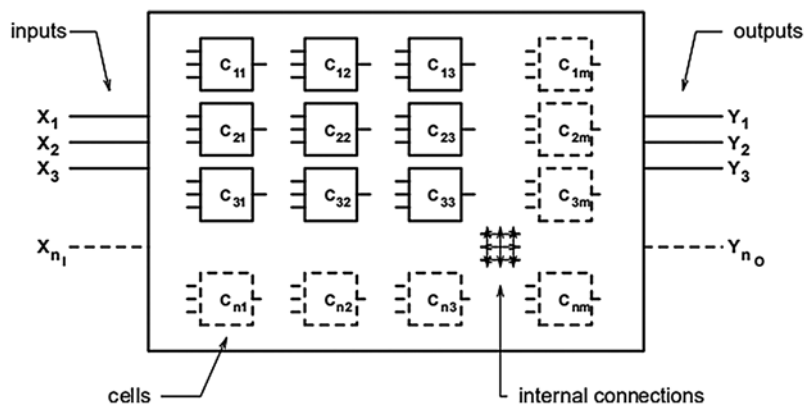 inputs
outputs
C11 C12 C13 C1m
X1 Y1
C21 C22 C23 C2m
X2 Y2
X3 Y3
C31 C32 C33 C3m
XnI YnO
Cn1 Cn2 Cn3 Cnm
cells
internal connections